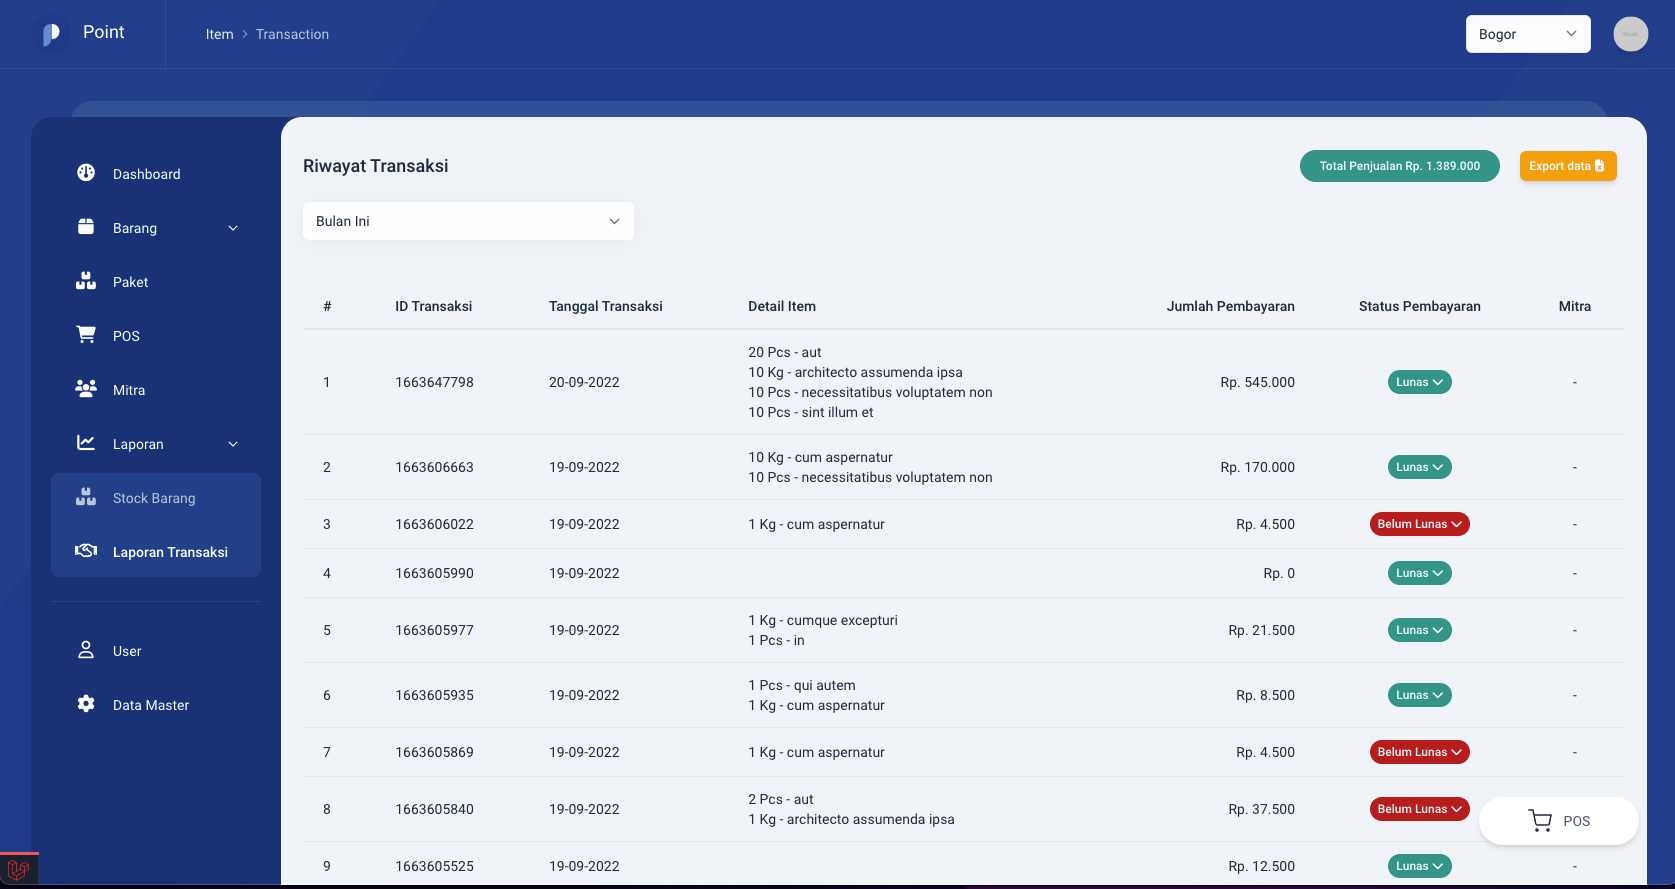 Point
Item > Transaction
Bogor
Dashboard
Barang
Paket
POS
Mitra
Laporan
Stock Barang
Laporan Transaksi
User
Data Master
Riwayat Transaksi
Total Penjualan Rp. 1.389.000
Export data
Bulan Ini
# ID Transaksi Tanggal Transaksi Detail Item Jumlah Pembayaran Status Pembayaran Mitra
1 1663647798 20-09-2022 20 Pcs - aut
10 Kg - architecto assumenda ipsa
10 Pcs - necessitatibus voluptatem non
10 Pcs - sint illum et
Rp. 545.000 Lunas -
2 1663606663 19-09-2022 10 Kg - cum aspernatur
10 Pcs - necessitatibus voluptatem non
Rp. 170.000 Lunas -
3 1663606022 19-09-2022 1 Kg - cum aspernatur Rp. 4.500 Belum Lunas -
4 1663605990 19-09-2022 Rp. 0 Lunas -
5 1663605977 19-09-2022 1 Kg - cumque excepturi
1 Pcs - in
Rp. 21.500 Lunas -
6 1663605935 19-09-2022 1 Pcs - qui autem
1 Kg - cum aspernatur
Rp. 8.500 Lunas -
7 1663605869 19-09-2022 1 Kg - cum aspernatur Rp. 4.500 Belum Lunas -
8 1663605840 19-09-2022 2 Pcs - aut
1 Kg - architecto assumenda ipsa
Rp. 37.500 Belum Lunas -
9 1663605525 19-09-2022 Rp. 12.500 Lunas -
POS